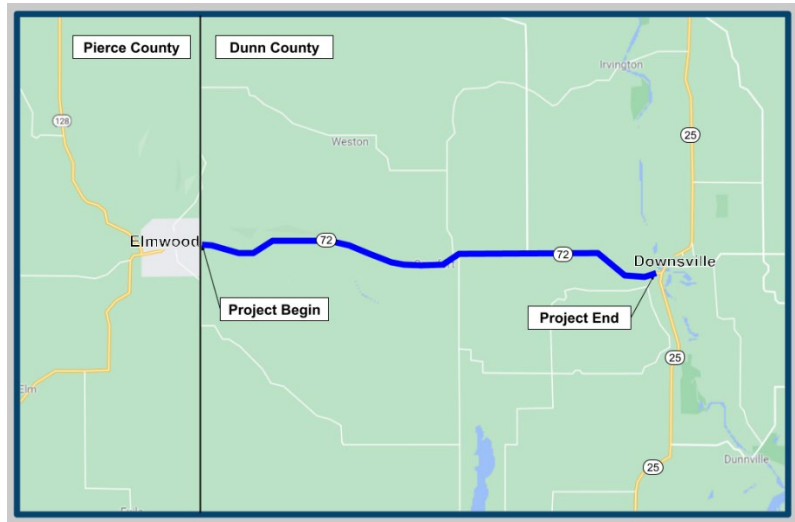 Pierce County
Dunn County
Irvington
128
25
Weston
Elmwood
72
72
Downsville
Project Begin
Project End
25
Elm
Dunnville
25